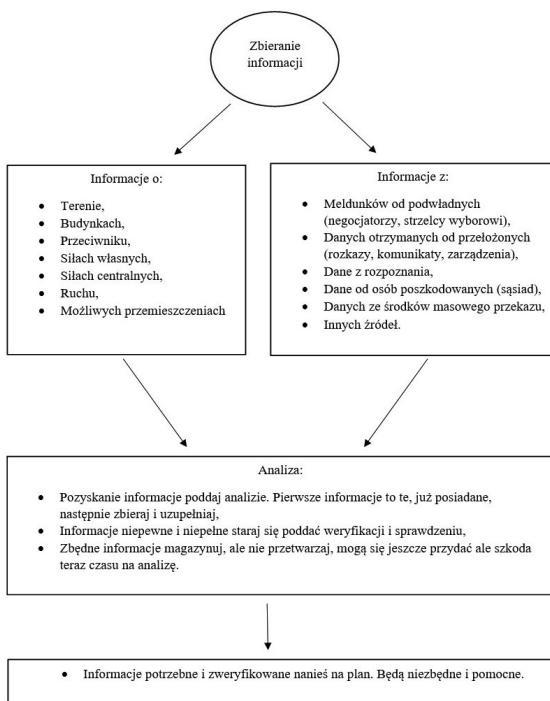 Zbieranie
informacji
Informacje o:
• Terenie,
• Budynkach,
• Przeciwniku,
• Siłach własnych,
• Siłach centralnych,
• Ruchu,
• Możliwych przemieszczeniach
Informacje z:
• Meldunków od podwładnych
(negocjatorzy, strzelcy wyborowi),
• Danych otrzymanych od przełożonych
(rozkazy, komunikaty, zarządzenia),
• Dane z rozpoznania,
• Dane od osób poszkodowanych (sąsiad),
• Danych ze środków masowego przekazu,
• Innych źródeł.
Analiza:
• Pozyskanie informacje poddaj analizie. Pierwsze informacje to te, już posiadane,
następnie zbieraj i uzupełniaj,
• Informacje niepewne i niepełne staraj się poddać weryfikacji i sprawdzeniu,
• Zbędne informacje magazynuj, ale nie przetwarzaj, mogą się jeszcze przydać ale szkoda
teraz czasu na analizę.
• Informacje potrzebne i zweryfikowane nanieś na plan. Będą niezbędne i pomocne.